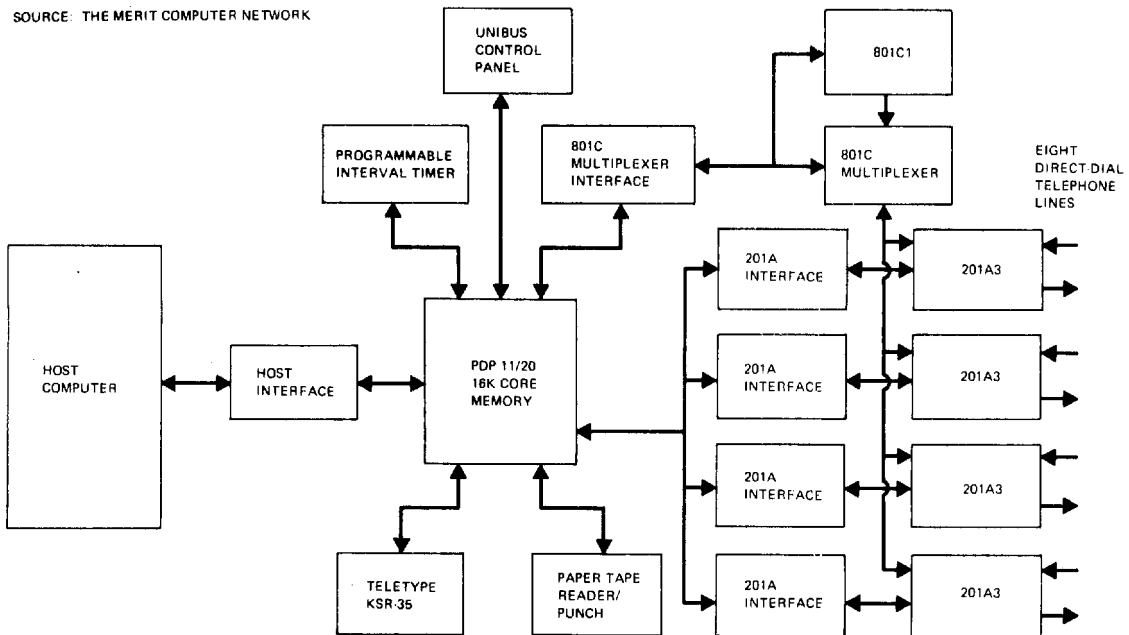 SOURCE: THE MERIT COMPUTER NETWORK
UNIBUS
CONTROL
PANEL
801C1
PROGRAMMABLE
INTERVAL TIMER
801C
MULTIPLEXER
INTERFACE
801C
MULTIPLEXER
EIGHT
DIRECT-DIAL
TELEPHONE
LINES
201A
INTERFACE
201A3
HOST
COMPUTER
HOST
INTERFACE
PDP 11/20
16K CORE
MEMORY
201A
INTERFACE
201A3
201A
INTERFACE
201A3
TELETYPE
KSR-35
PAPER TAPE
READER/
PUNCH
201A
INTERFACE
201A3